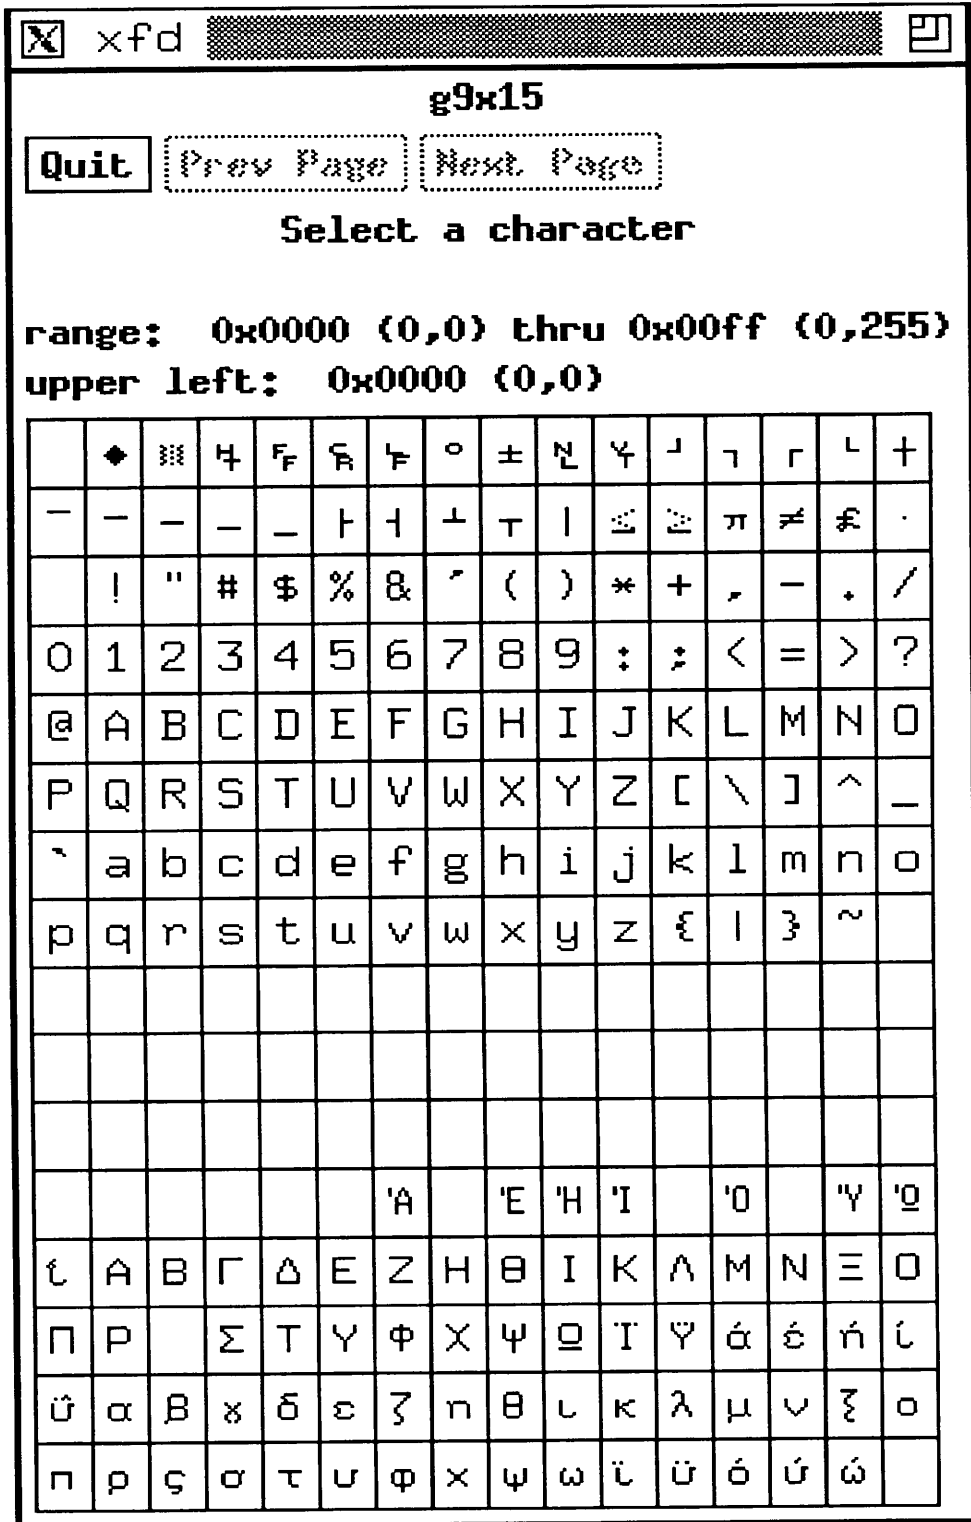 xfd
g9x15
Quit Prev Page Next Page
Select a character
range: 0x0000 (0,0) thru 0x00ff (0,255)
upper left: 0x0000 (0,0)
◆ ▒ ␉ ␌ ␍ ␊ ° ± ␤ ␋ ┘ ┐ ┌ └ ┼
⎺ ⎻ ─ ⎼ ⎽ ├ ┤ ┴ ┬ │ ≤ ≥ π ≠ £ ·
! " # $ % & ´ ( ) * + , − . /
0 1 2 3 4 5 6 7 8 9 : ; < = > ?
@ A B C D E F G H I J K L M N O
P Q R S T U V W X Y Z [ \ ] ^ _
` a b c d e f g h i j k l m n o
p q r s t u v w x y z { | } ~
Ά Έ Ή Ί Ό Ύ Ώ
ΐ Α Β Γ Δ Ε Ζ Η Θ Ι Κ Λ Μ Ν Ξ Ο
Π Ρ Σ Τ Υ Φ Χ Ψ Ω Ϊ Ϋ ά έ ή ί
ΰ α β γ δ ε ζ η θ ι κ λ μ ν ξ ο
π ρ ς σ τ υ φ χ ψ ω ϊ ϋ ό ύ ώ